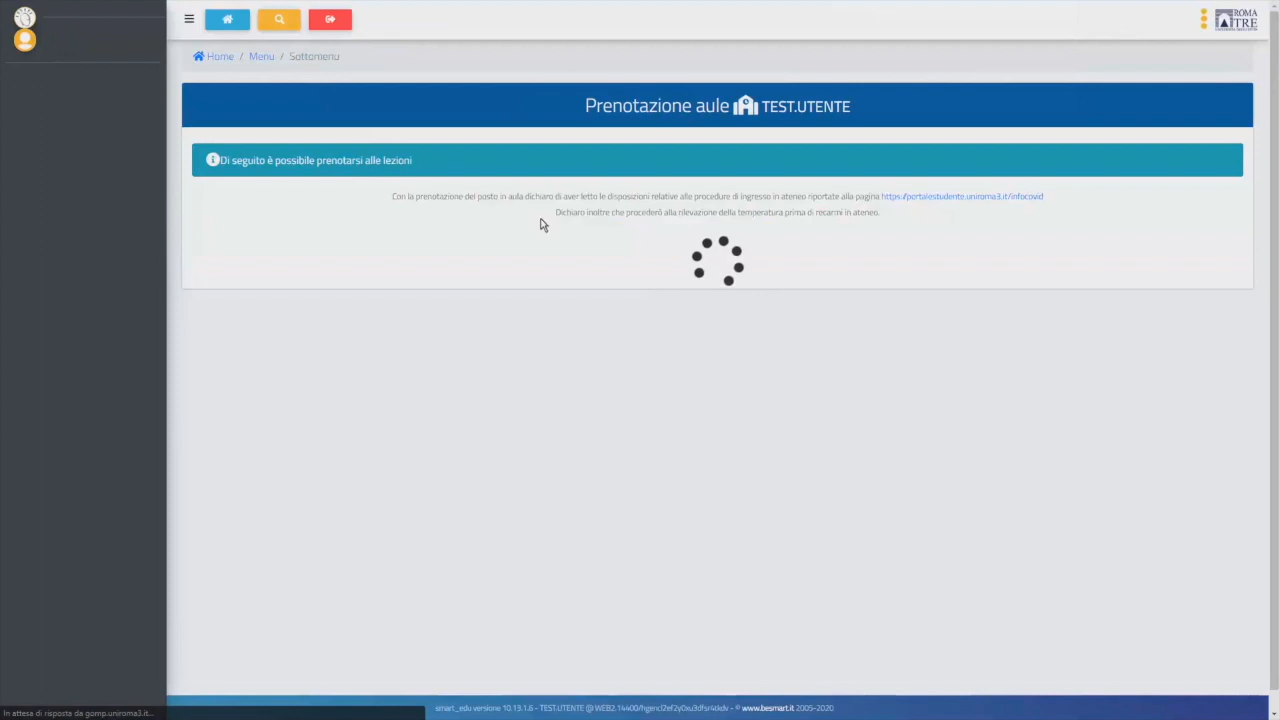 ROMA
TRE
Home / Menu / Sottomenu
Prenotazione aule TEST.UTENTE
Di seguito è possibile prenotarsi alle lezioni
Con la prenotazione del posto in aula dichiaro di aver letto le disposizioni relative alle procedure di ingresso in ateneo riportate alla pagina https://portalestudente.uniroma3.it/infocovid
Dichiaro inoltre che procederò alla rilevazione della temperatura prima di recarmi in ateneo.
In attesa di risposta da gomp.uniroma3.it...
smart_edu versione 10.13.1.6 - TEST.UTENTE @ - © www.besmart.it 2005-2020